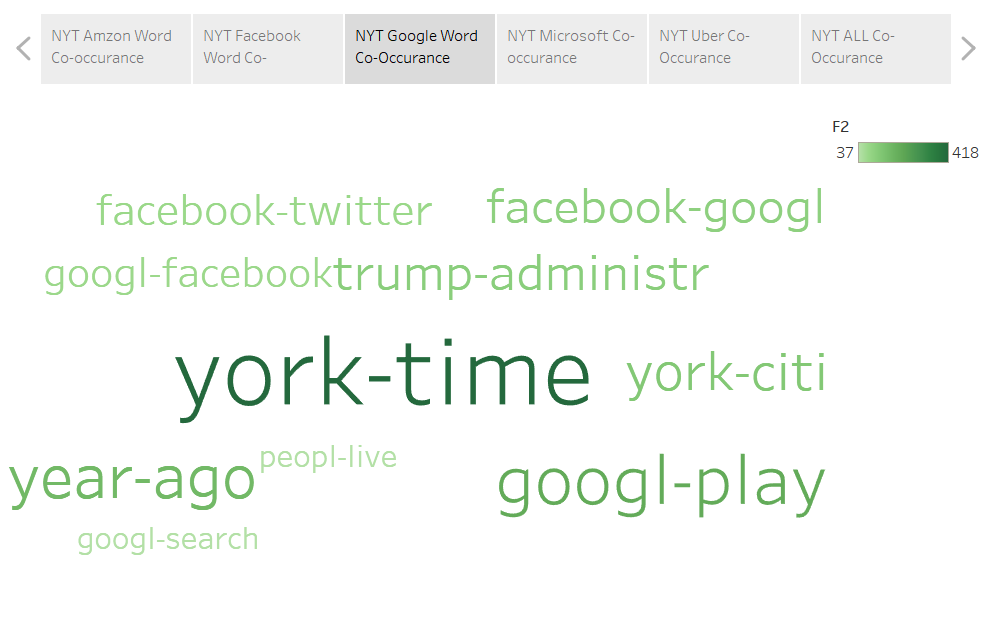 NYT Amzon Word
Co-occurance
NYT Facebook
Word Co-
NYT Google Word
Co-Occurance
NYT Microsoft Co-
occurance
NYT Uber Co-
Occurance
NYT ALL Co-
Occurance
F2
37 418
facebook-twitter facebook-googl
googl-facebook trump-administr
york-time york-citi
peopl-live
year-ago googl-play
googl-search